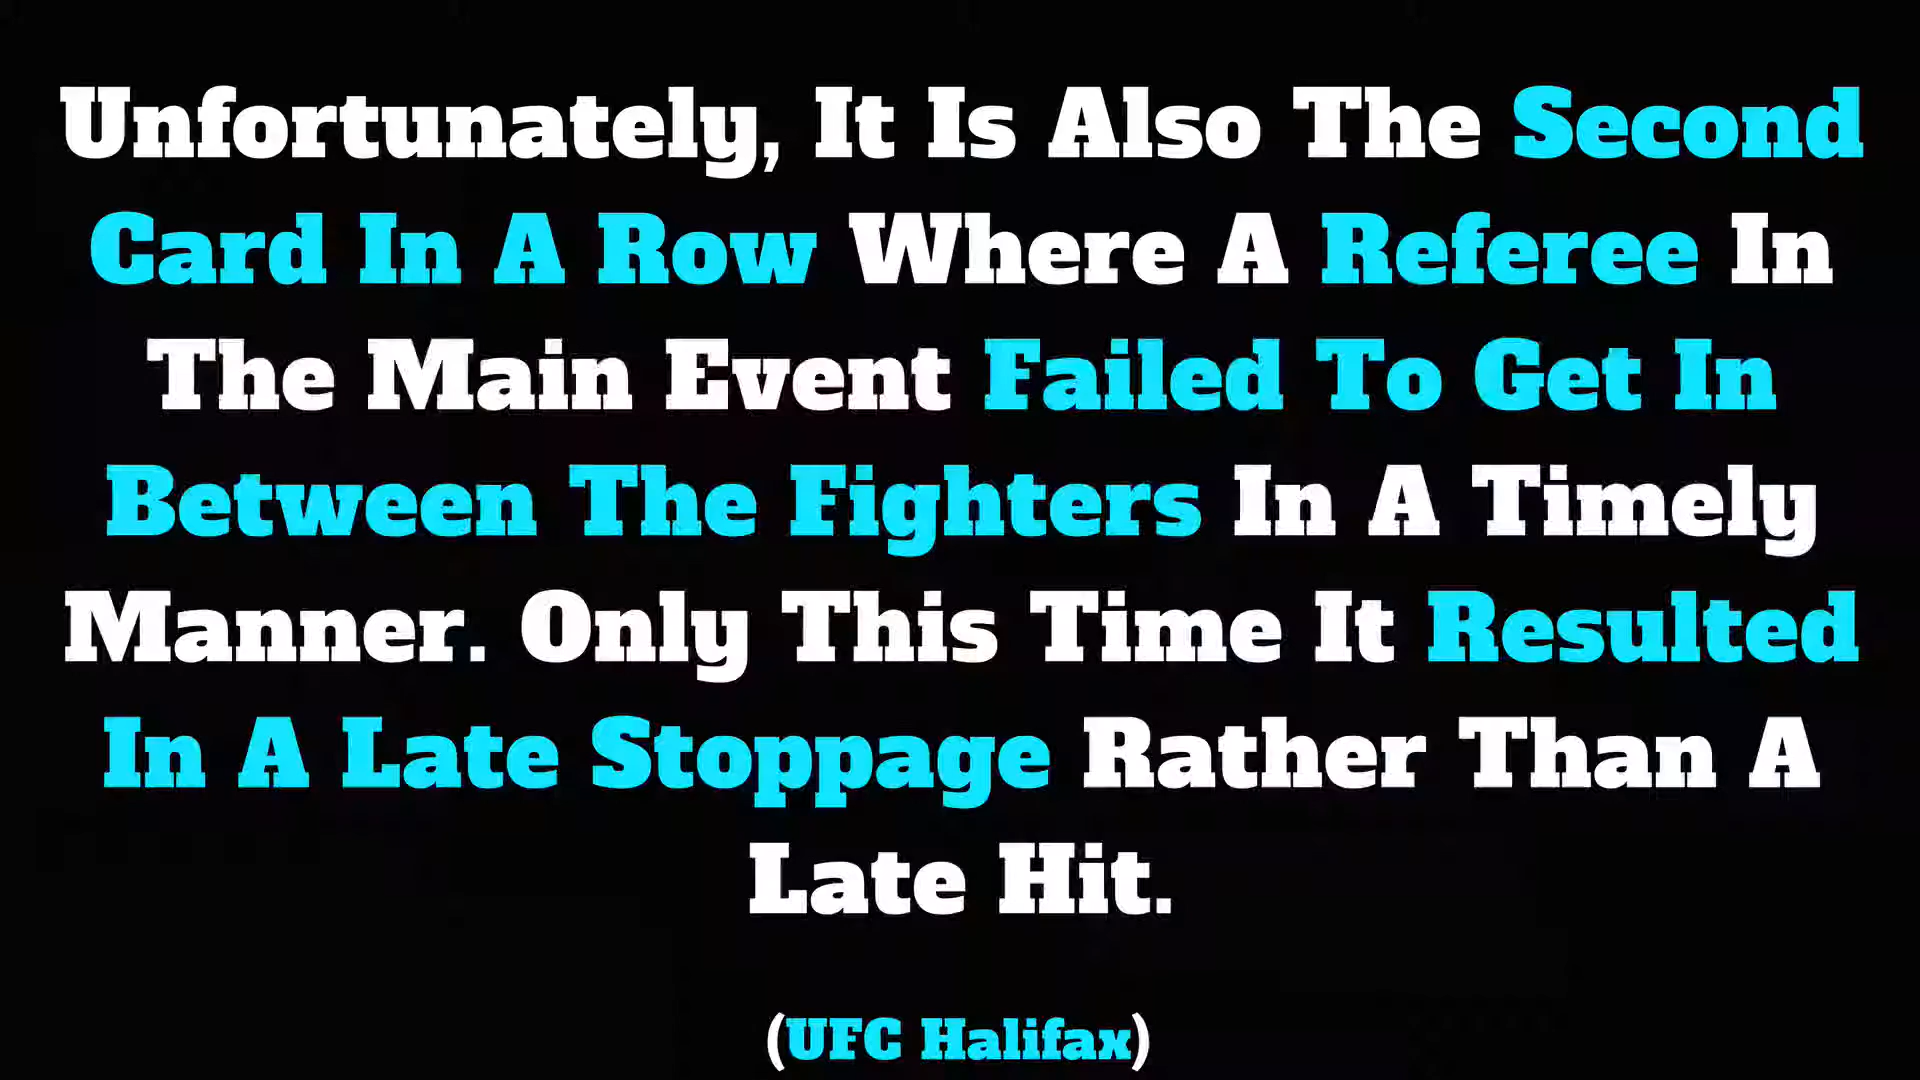 Unfortunately, It Is Also The Second
Card In A Row Where A Referee In
The Main Event Failed To Get In
Between The Fighters In A Timely
Manner. Only This Time It Resulted
In A Late Stoppage Rather Than A
Late Hit.
(UFC Halifax)